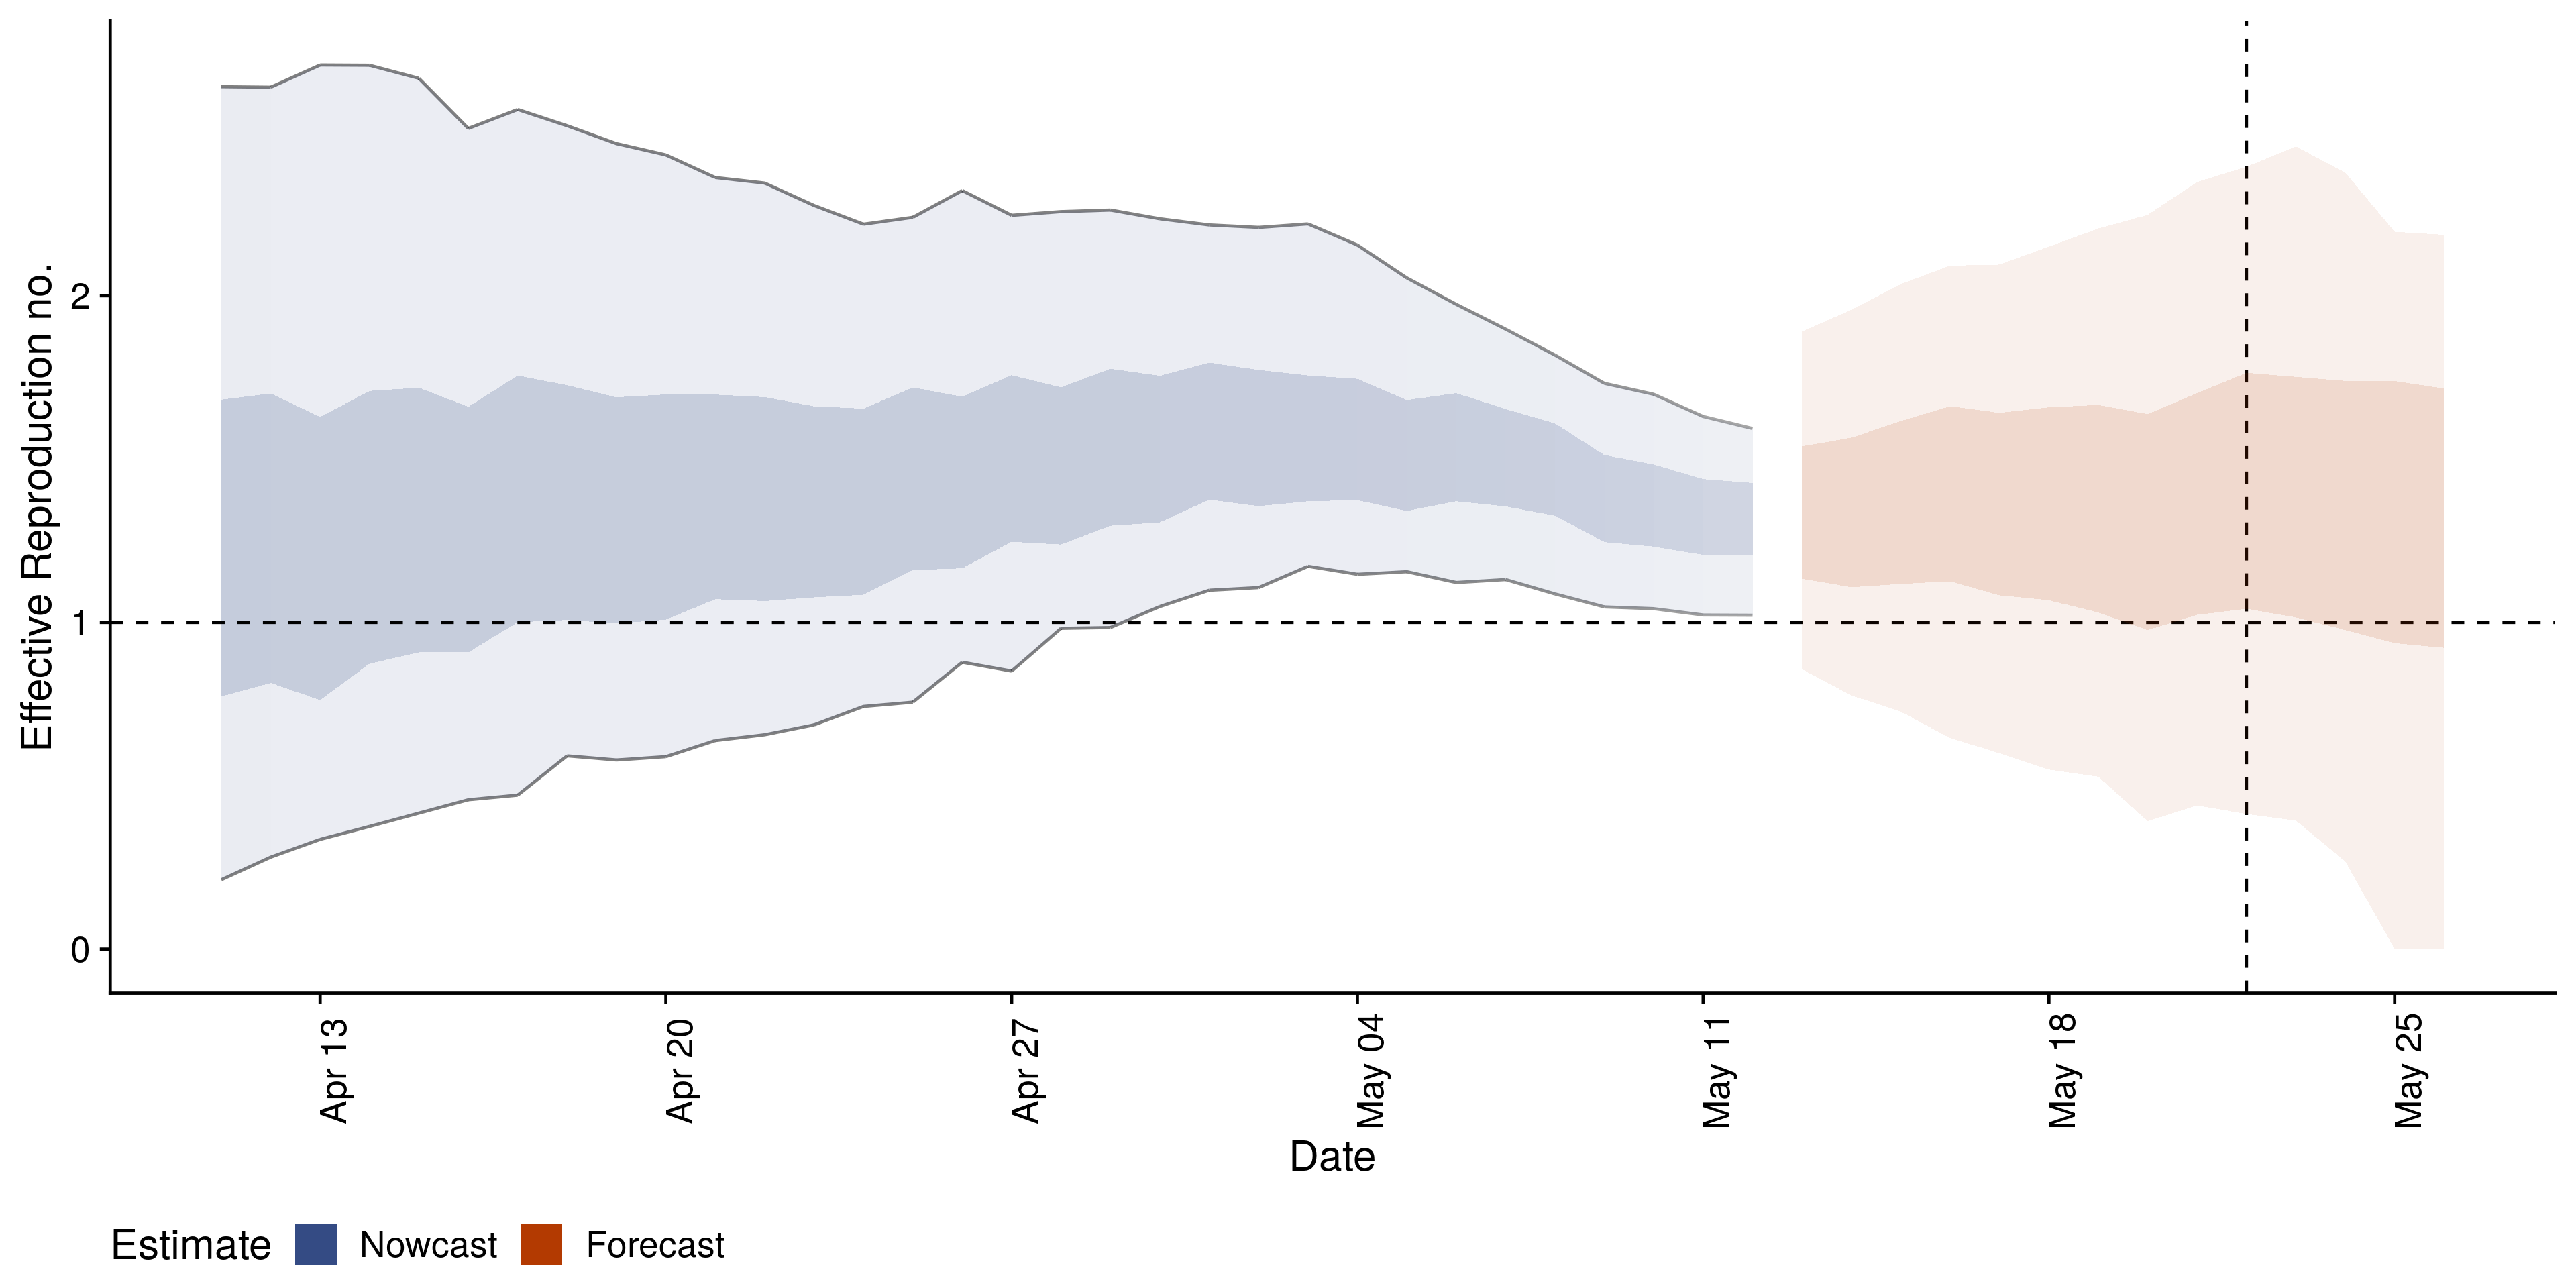 Effective Reproduction no.
2
1
0
Apr 13
Apr 20
Apr 27
May 04
May 11
May 18
May 25
Date
Estimate Nowcast Forecast